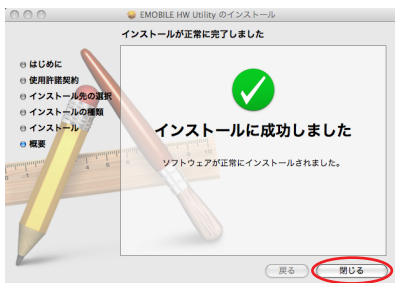 EMOBILE HW Utility のインストール
インストールが正常に完了しました
はじめに
使用許諾契約
インストール先の選択
インストールの種類
インストール
概要
インストールに成功しました
ソフトウェアが正常にインストールされました。
戻る
閉じる